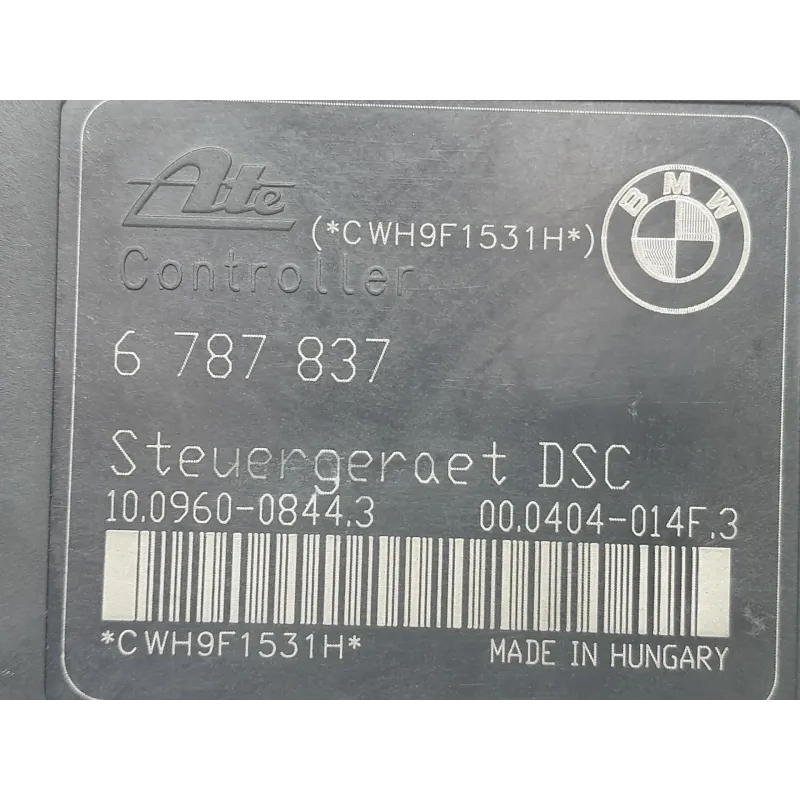 Ate
(*CWH9F1531H*)
BMW
Controller
6 787 837
Steuergeraet DSC
10.0960-0844.3 00.0404-014F.3
*CWH9F1531H* MADE IN HUNGARY